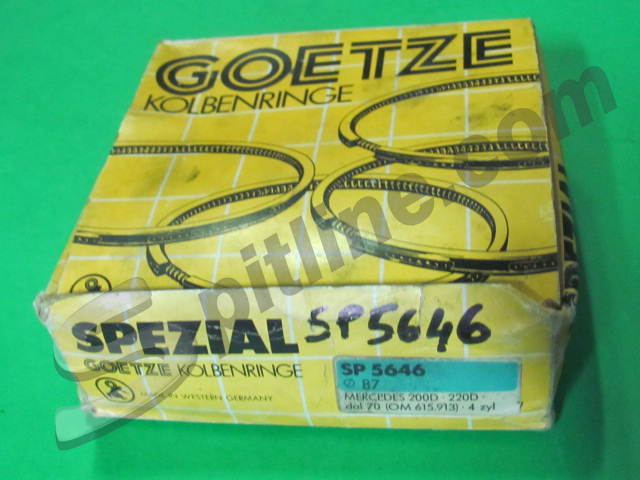 GOETZE
KOLBENRINGE
spitline.com
SPEZIAL SP5646
GOETZE KOLBENRINGE
MADE IN WESTERN GERMANY
SP 5646
Ø 87
MERCEDES 200D · 220D ·
dal 70 (OM 615,913) · 4 zyl